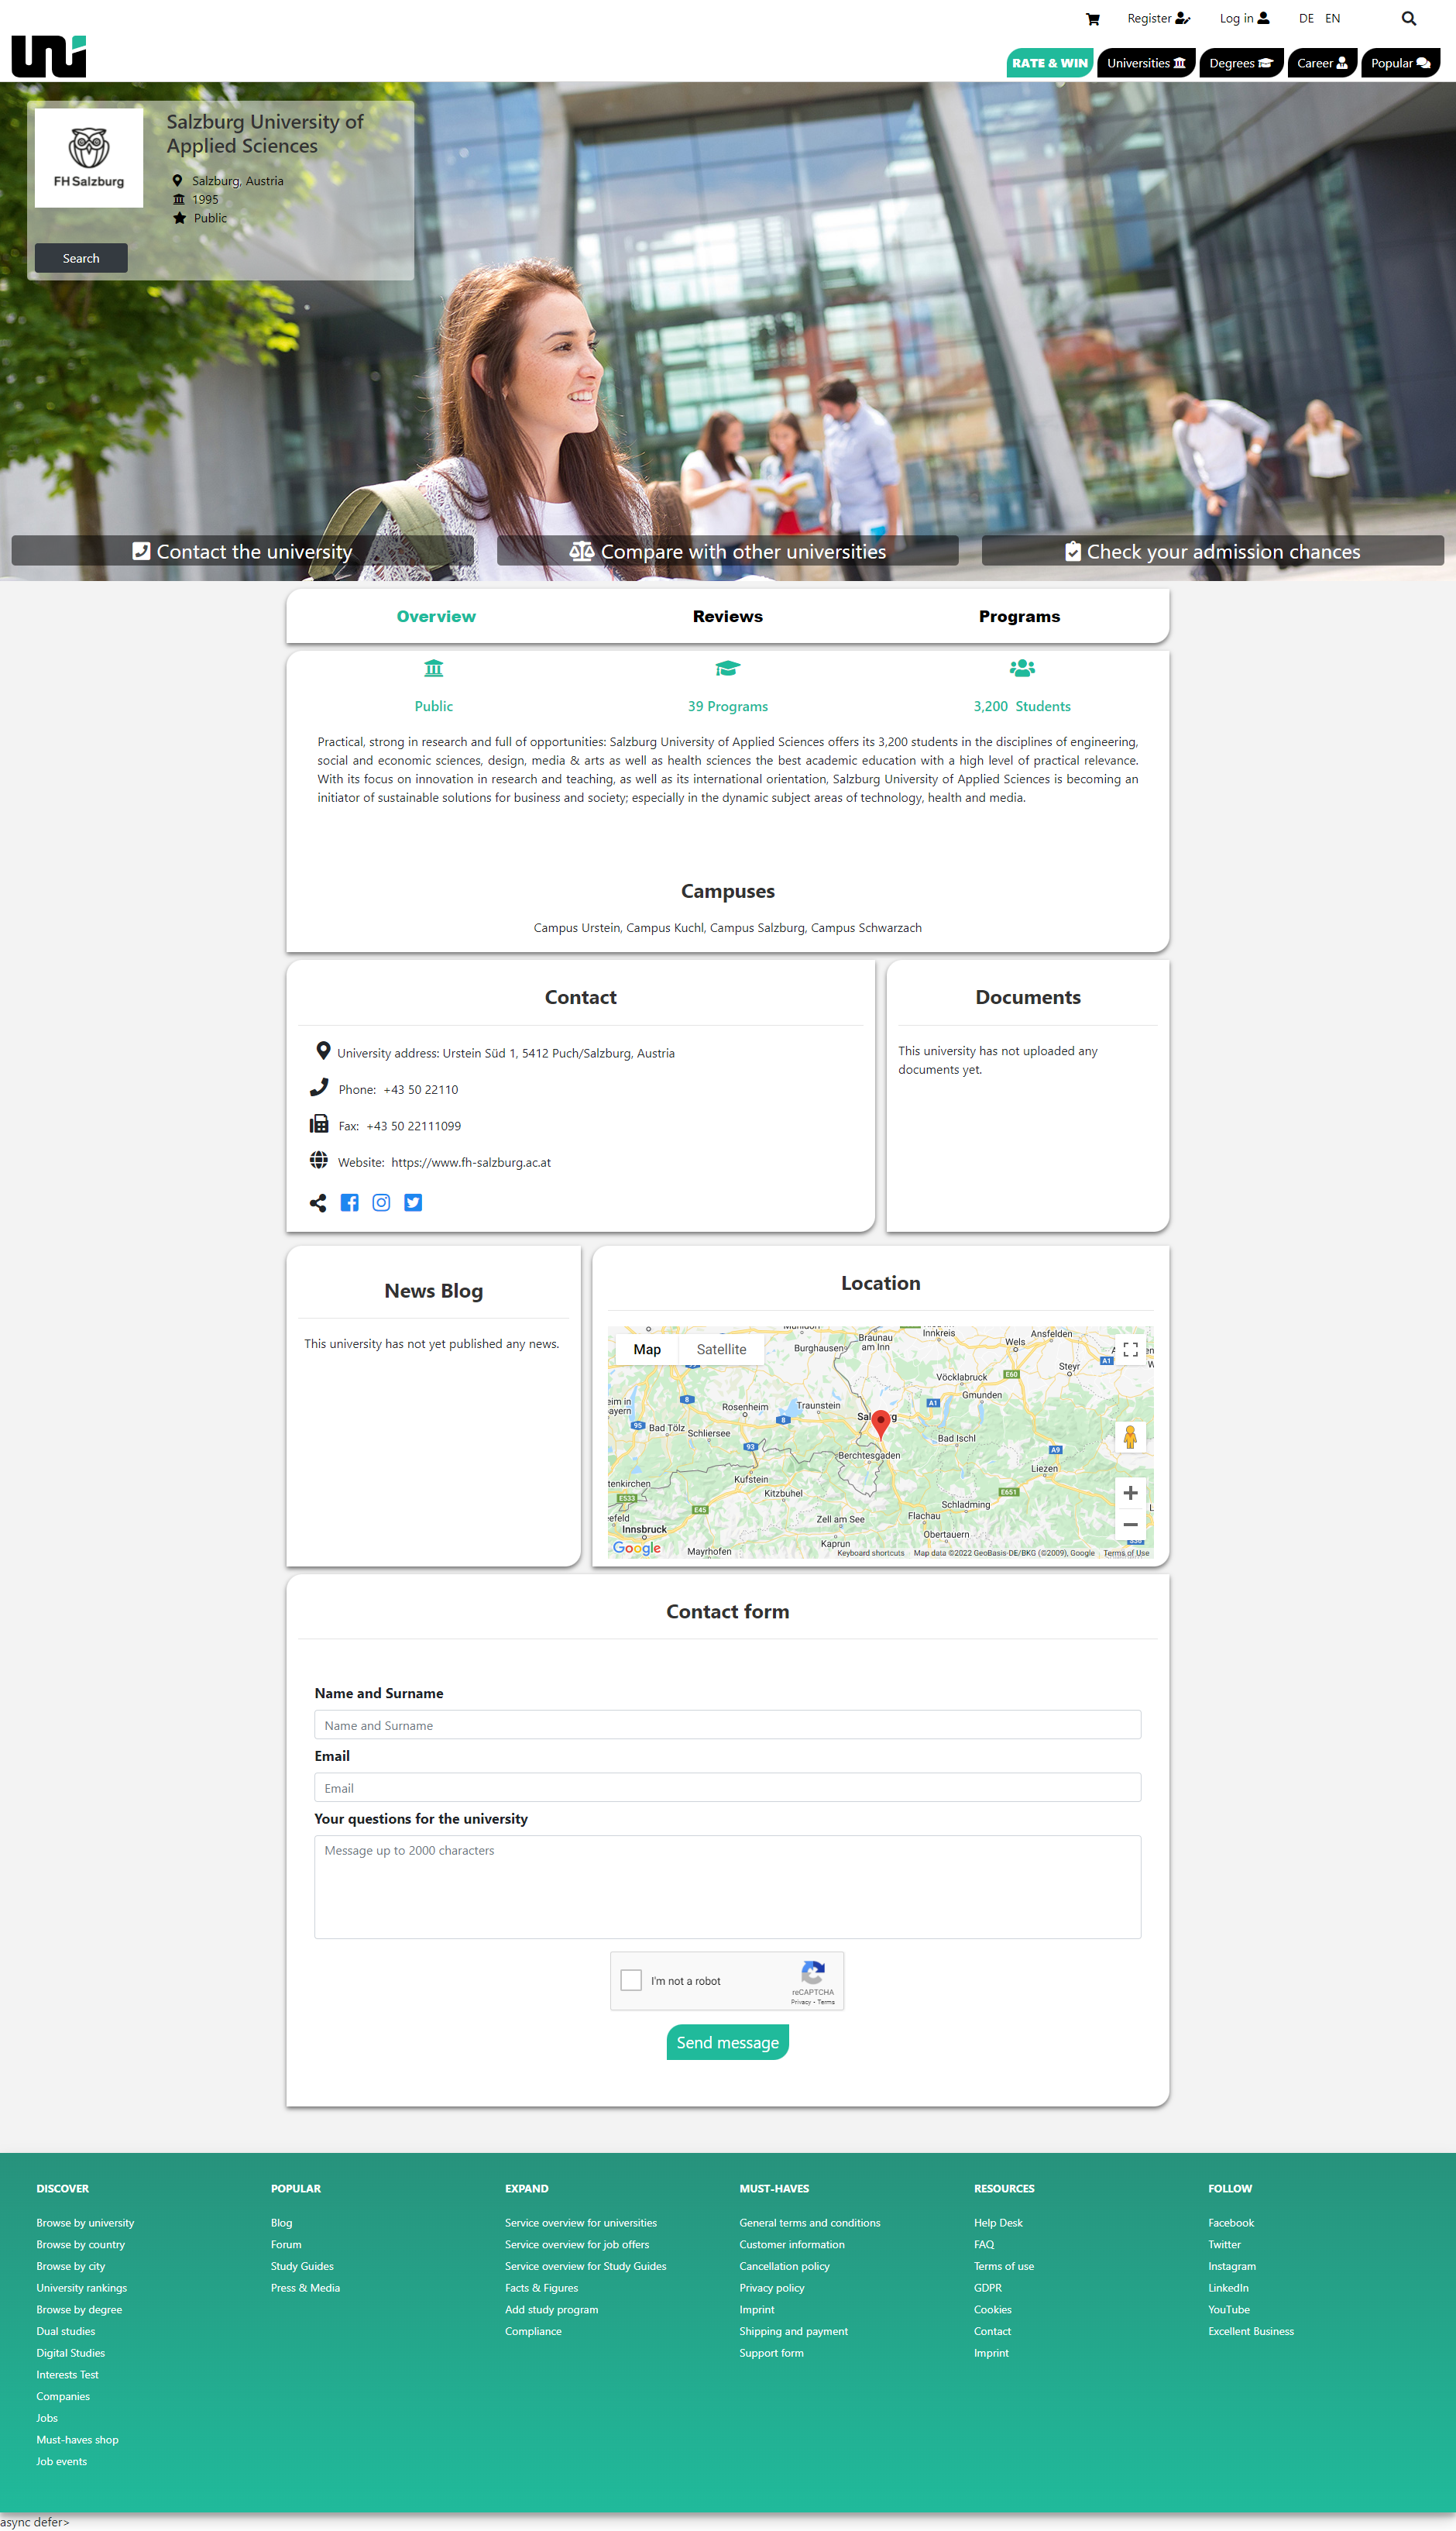 Register
Log in
DE EN
uni
RATE & WIN
Universities
Degrees
Career
Popular
FH Salzburg
Salzburg University of
Applied Sciences
Salzburg, Austria
1995
Public
Search
Contact the university
Compare with other universities
Check your admission chances
Overview
Reviews
Programs
Public
39 Programs
3,200 Students
Practical, strong in research and full of opportunities: Salzburg University of Applied Sciences offers its 3,200 students in the disciplines of engineering,
social and economic sciences, design, media & arts as well as health sciences the best academic education with a high level of practical relevance.
With its focus on innovation in research and teaching, as well as its international orientation, Salzburg University of Applied Sciences is becoming an
initiator of sustainable solutions for business and society; especially in the dynamic subject areas of technology, health and media.
Campuses
Campus Urstein, Campus Kuchl, Campus Salzburg, Campus Schwarzach
Contact
University address: Urstein Süd 1, 5412 Puch/Salzburg, Austria
Phone: +43 50 22110
Fax: +43 50 22111099
Website: https://www.fh-salzburg.ac.at
Documents
This university has not uploaded any
documents yet.
News Blog
This university has not yet published any news.
Location
Map
Satellite
Burghausen
Braunau
am Inn
Innkreis
Wels
Ansfelden
Steyr
A1
E60
Vöcklabruck
Gmunden
A1
8
Rosenheim
Traunstein
8
95
Bad Tölz
Schliersee
93
Bad Ischl
A9
Berchtesgaden
Liezen
Kufstein
Kitzbuhel
E651
E533
E45
Schladming
Zell am See
Flachau
Innsbruck
Obertauern
Kaprun
Mayrhofen
Google
Keyboard shortcuts
Map data ©2022 GeoBasis-DE/BKG (©2009), Google
Terms of Use
Contact form
Name and Surname
Name and Surname
Email
Email
Your questions for the university
Message up to 2000 characters
I'm not a robot
reCAPTCHA
Privacy - Terms
Send message
DISCOVER
Browse by university
Browse by country
Browse by city
University rankings
Browse by degree
Dual studies
Digital Studies
Interests Test
Companies
Jobs
Must-haves shop
Job events
POPULAR
Blog
Forum
Study Guides
Press & Media
EXPAND
Service overview for universities
Service overview for job offers
Service overview for Study Guides
Facts & Figures
Add study program
Compliance
MUST-HAVES
General terms and conditions
Customer information
Cancellation policy
Privacy policy
Imprint
Shipping and payment
Support form
RESOURCES
Help Desk
FAQ
Terms of use
GDPR
Cookies
Contact
Imprint
FOLLOW
Facebook
Twitter
Instagram
LinkedIn
YouTube
Excellent Business
async defer>